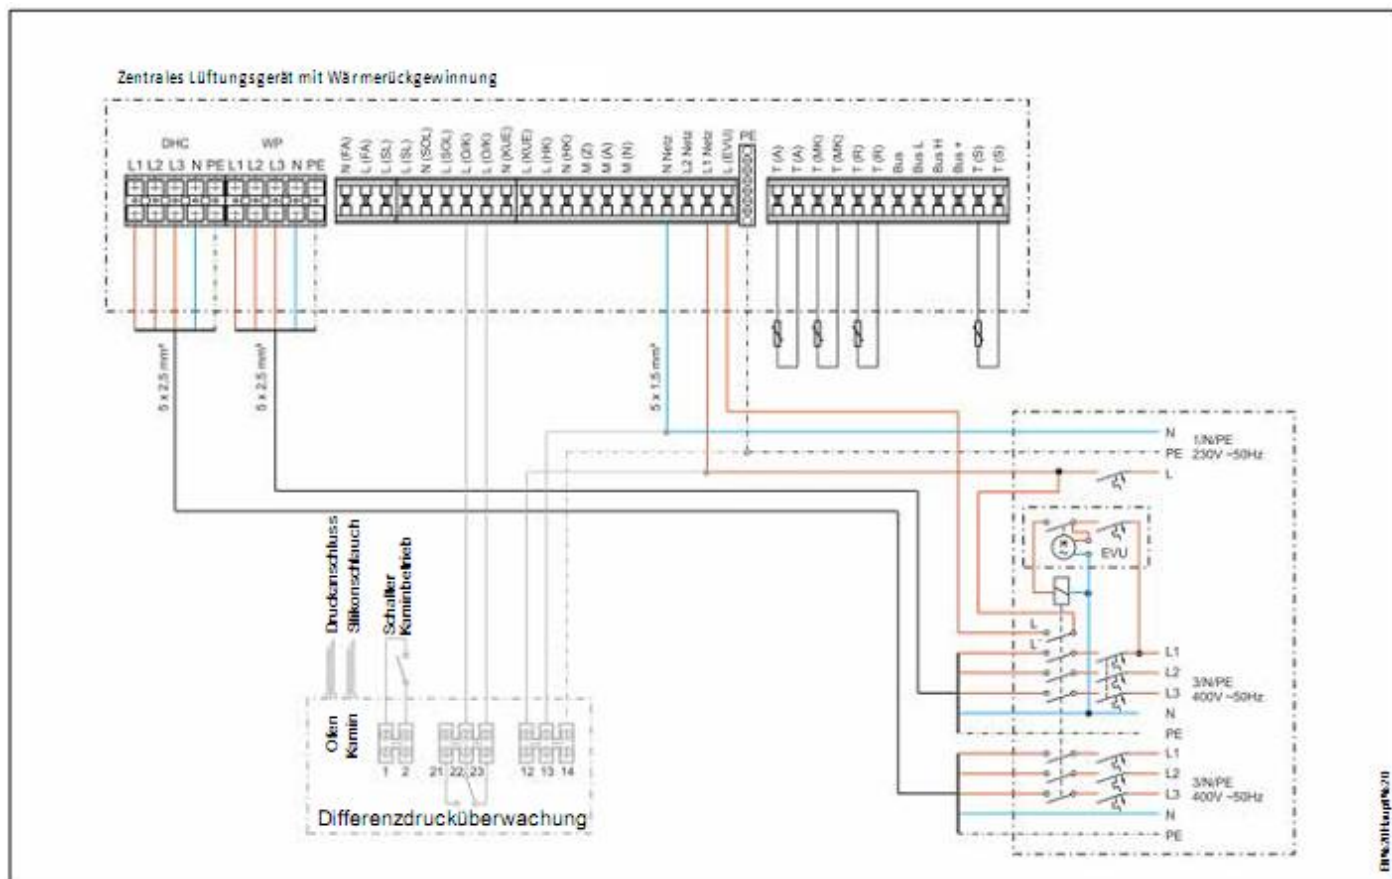 Zentrales Lüftungsgerät mit Wärmerückgewinnung
DHC WP
L1 L2 L3 N PE L1 L2 L3 N PE
N (FA)
L (FA)
L (SL)
L (SL)
N (SOL)
L (SOL)
L (O/K)
L (O/K)
N (KUE)
L (KUE)
L (HK)
N (HK)
M (Z)
M (A)
M (N)
N Netz
L2 Netz
L1 Netz
L (EVU)
PE
T (A)
T (A)
T (MK)
T (MK)
T (R)
T (R)
Bus
Bus L
Bus H
Bus +
T (S)
T (S)
5 x 2,5 mm²
5 x 2,5 mm²
5 x 1,5 mm²
N
PE
L
1/N/PE
230V ~50Hz
EVU
L
L'
L1
L2
L3
N
PE
3/N/PE
400V ~50Hz
L1
L2
L3
N
PE
3/N/PE
400V ~50Hz
Druckanschluss
Silikonschlauch
Schalter
Kaminbetrieb
Ofen
Kamin
1 2 21 22 23 12 13 14
Differenzdrucküberwachung